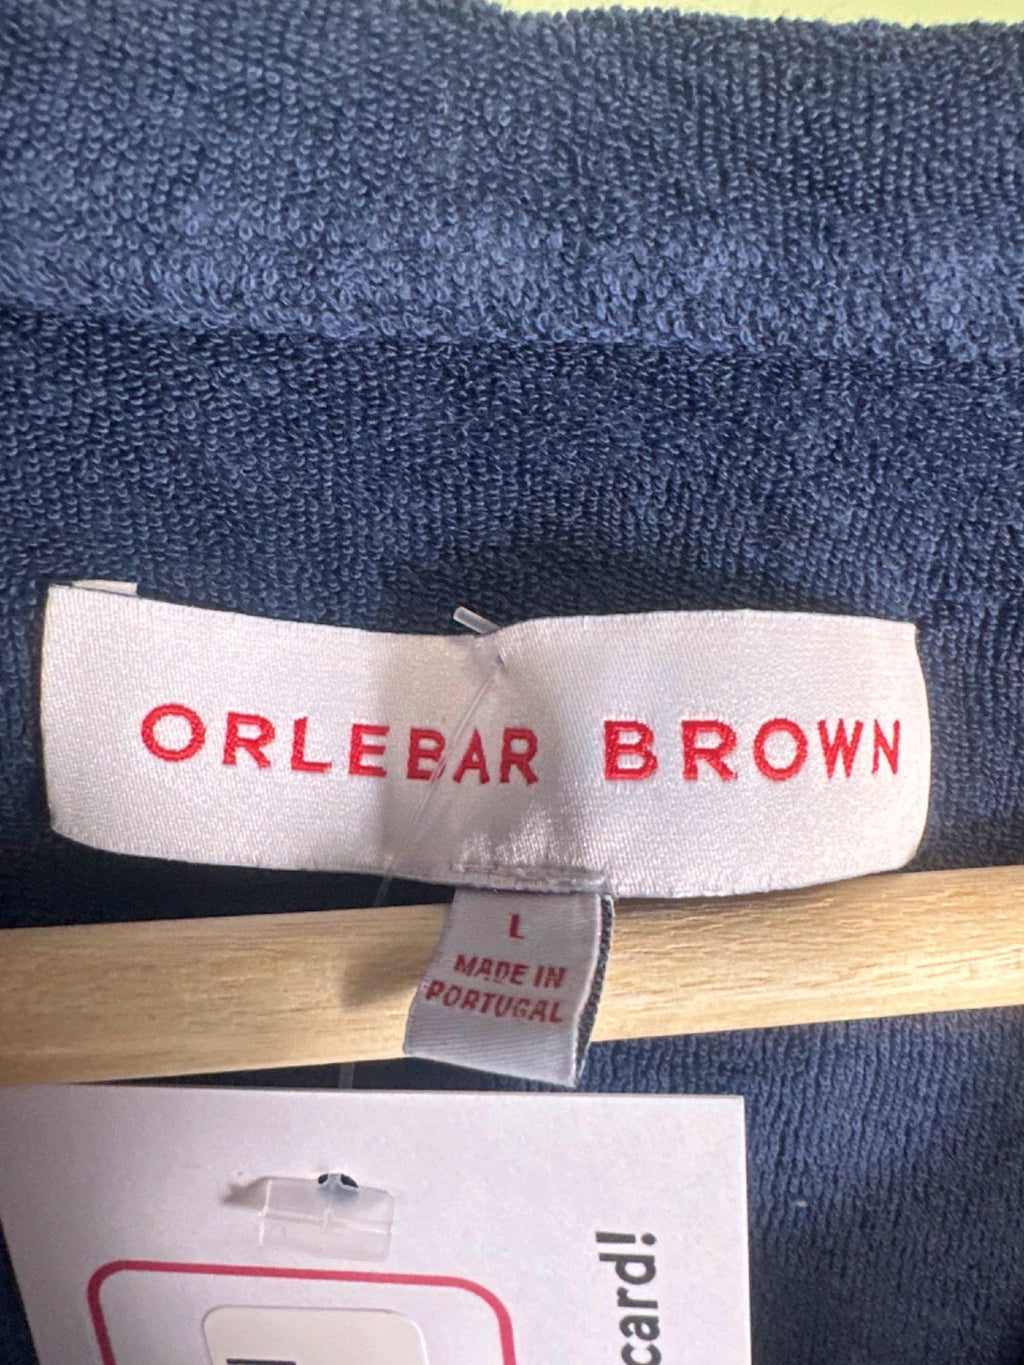 ORLEBAR BROWN
L
MADE IN
PORTUGAL
card!